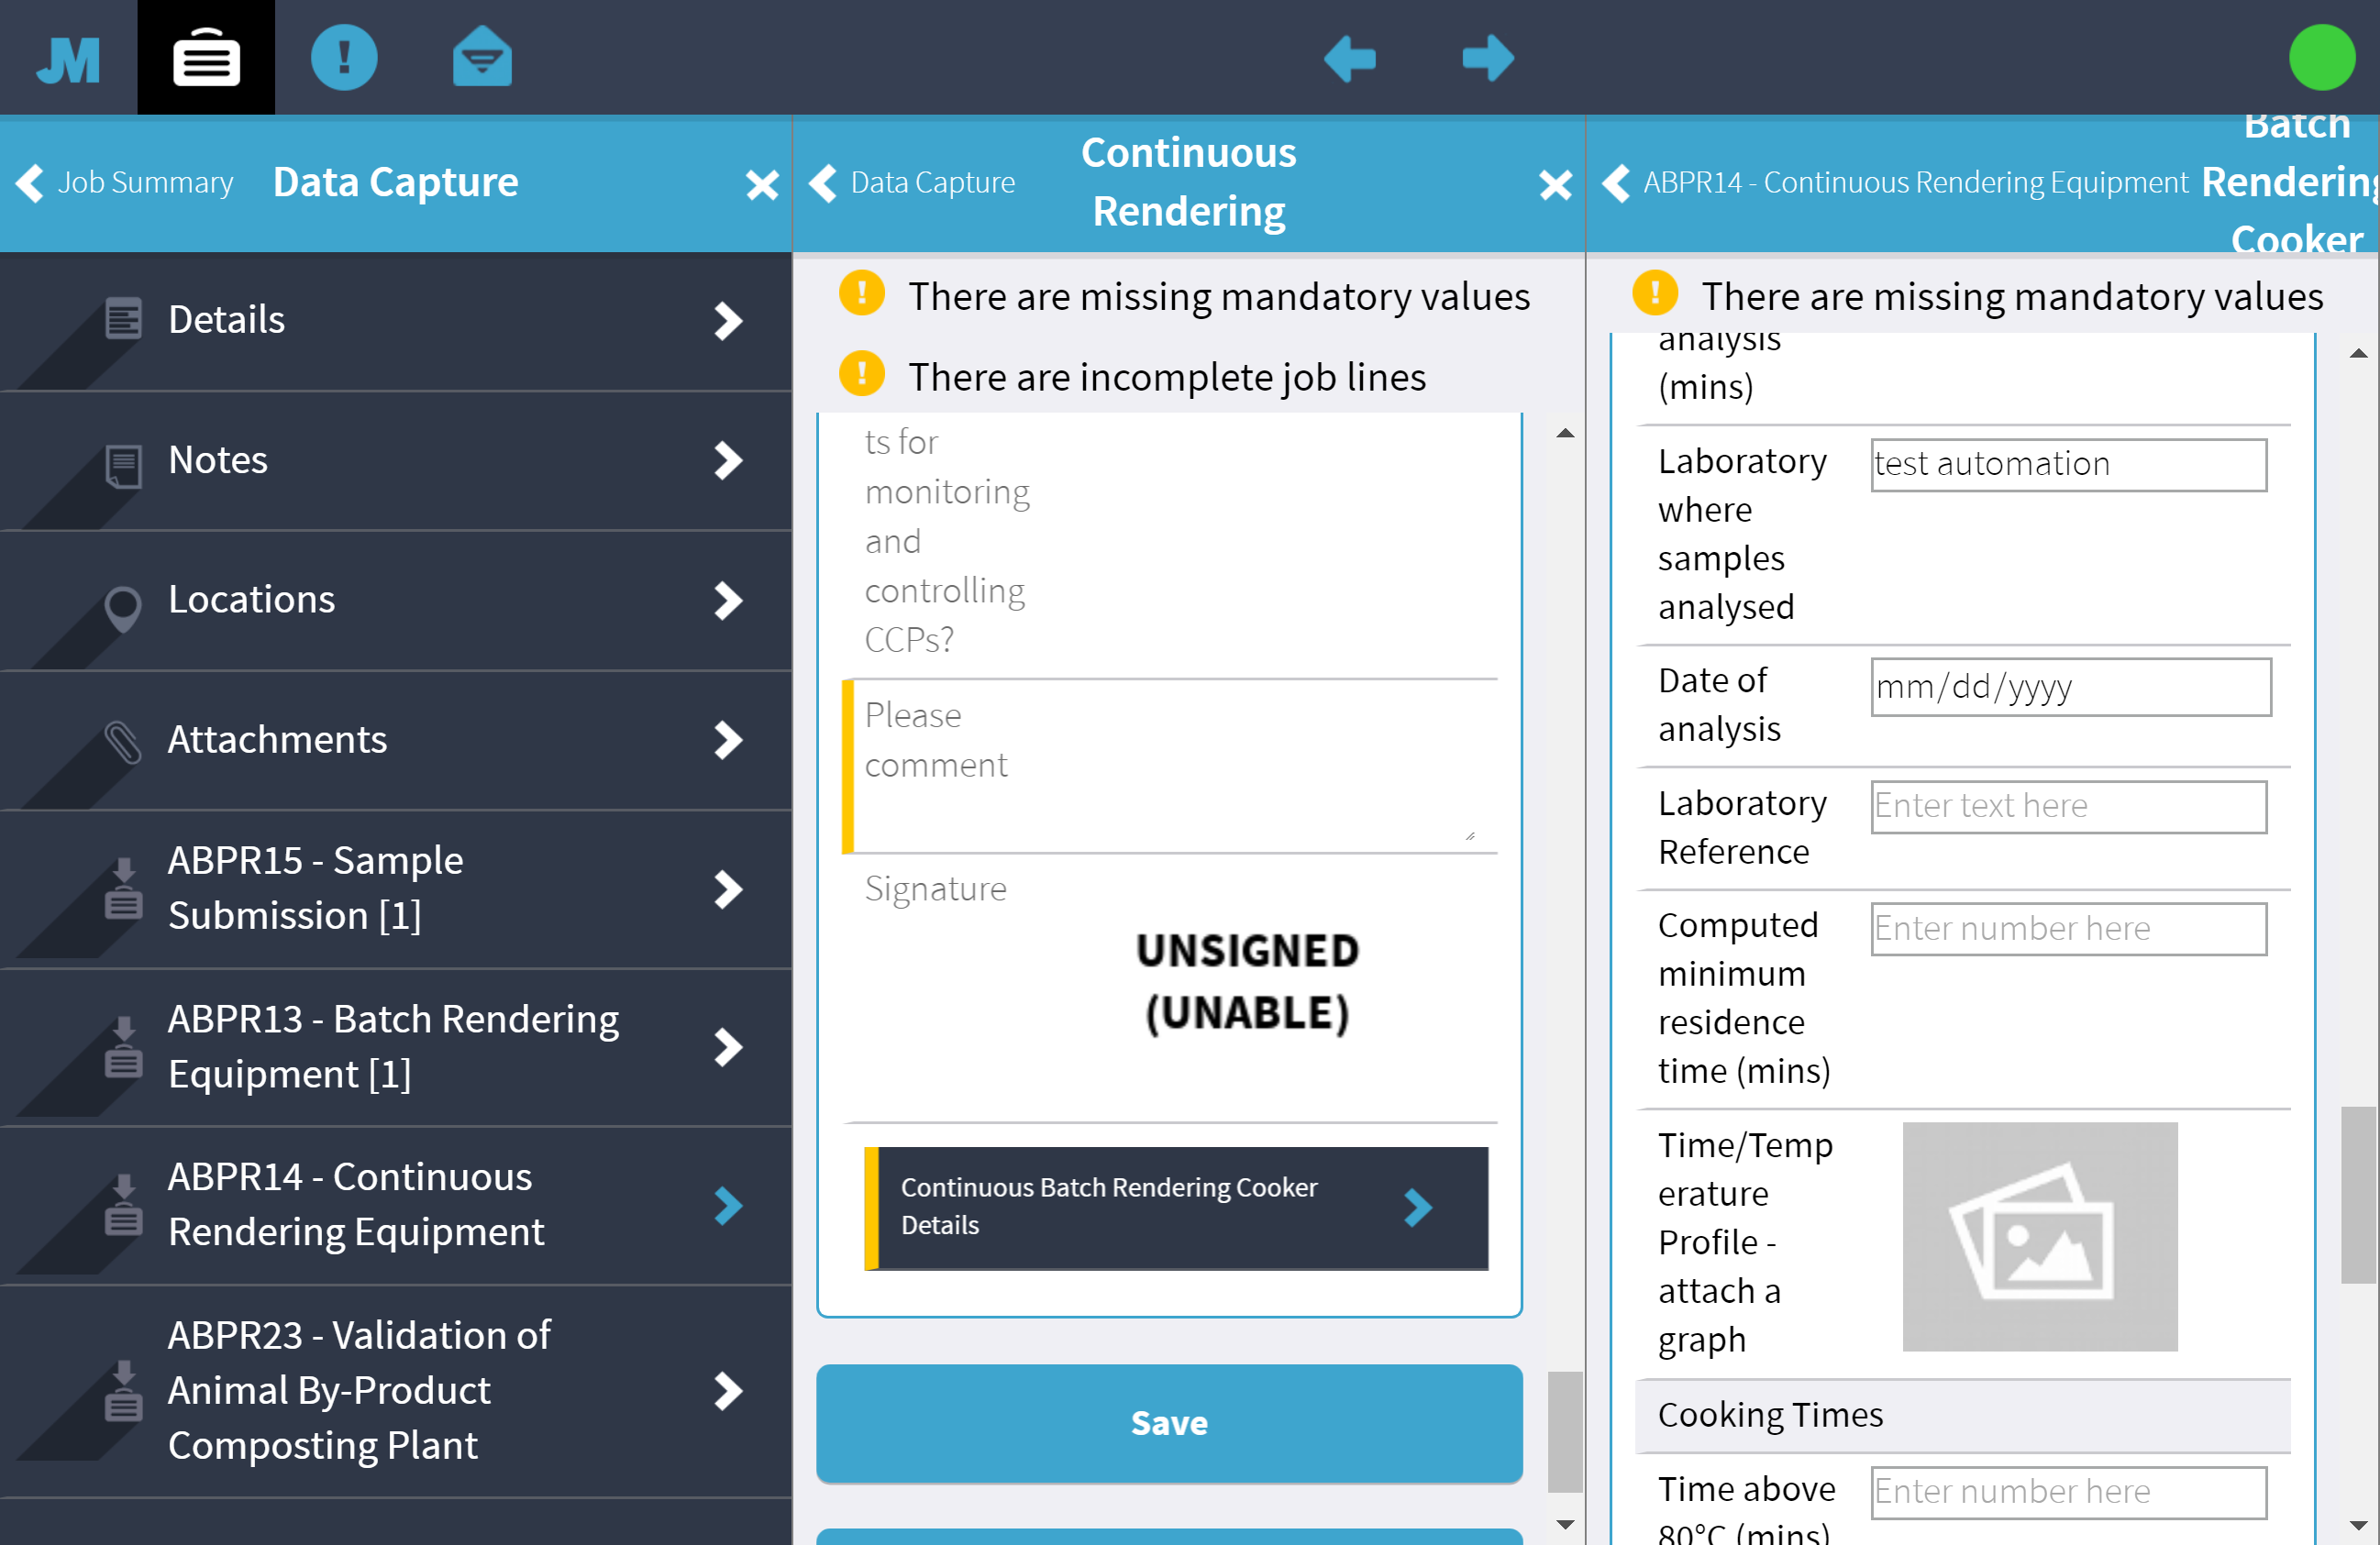 JM
Job Summary
Data Capture
Data Capture
Continuous
Rendering
ABPR14 - Continuous Rendering Equipment
Batch
Rendering
Cooker
Details
Notes
Locations
Attachments
ABPR15 - Sample
Submission [1]
ABPR13 - Batch Rendering
Equipment [1]
ABPR14 - Continuous
Rendering Equipment
ABPR23 - Validation of
Animal By-Product
Composting Plant
There are missing mandatory values
There are incomplete job lines
ts for
monitoring
and
controlling
CCPs?
Please
comment
Signature
UNSIGNED
(UNABLE)
Continuous Batch Rendering Cooker
Details
Save
There are missing mandatory values
analysis
(mins)
Laboratory
where
samples
analysed
test automation
Date of
analysis
mm/dd/yyyy
Laboratory
Reference
Enter text here
Computed
minimum
residence
time (mins)
Enter number here
Time/Temp
erature
Profile -
attach a
graph
Cooking Times
Time above
80°C (mins)
Enter number here